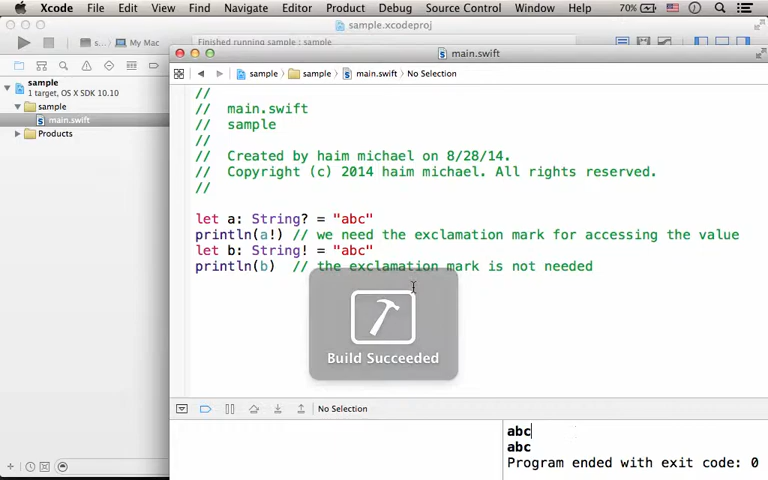 Xcode File Edit View Find Navigate Editor Product Debug Source Control Window 70%
sample.xcodeproj
s... My Mac Finished running sample : sample
main.swift
sample sample main.swift No Selection
sample
1 target, OS X SDK 10.10
sample
main.swift
Products
//
// main.swift
// sample
//
// Created by haim michael on 8/28/14.
// Copyright (c) 2014 haim michael. All rights reserved.
//
let a: String? = "abc"
println(a!) // we need the exclamation mark for accessing the value
let b: String! = "abc"
println(b) // the exclamation mark is not needed
Build Succeeded
No Selection
abc
abc
Program ended with exit code: 0